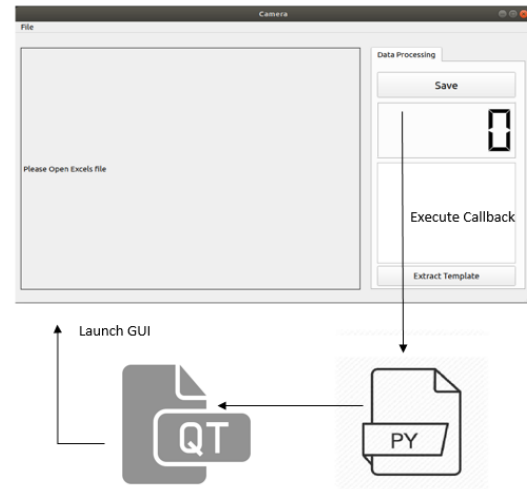 Camera
File
Data Processing
Save
0
Please Open Excels file
Execute Callback
Extract Template
Launch GUI
QT
PY